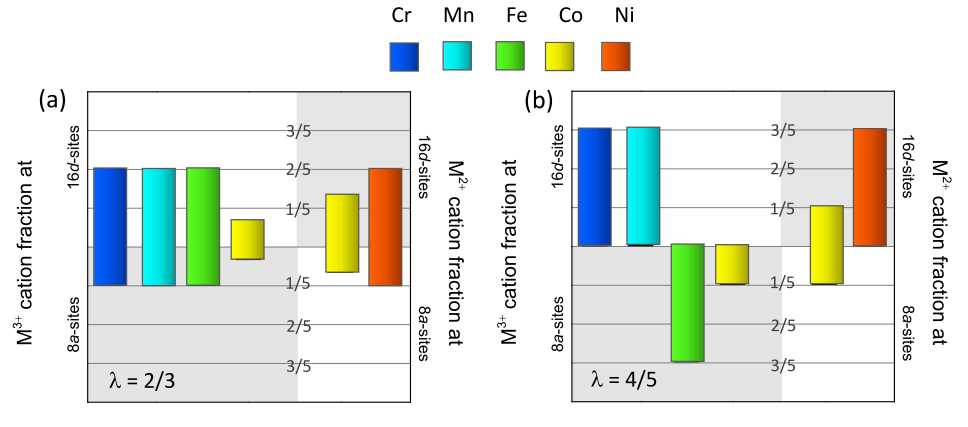 Cr Mn Fe Co Ni
(a)
M³⁺ cation fraction at
16d-sites
8a-sites
3/5
2/5
1/5
1/5
2/5
3/5
λ = 2/3
16d-sites
8a-sites
M²⁺ cation fraction at
(b)
M³⁺ cation fraction at
16d-sites
8a-sites
3/5
2/5
1/5
1/5
2/5
3/5
λ = 4/5
16d-sites
8a-sites
M²⁺ cation fraction at